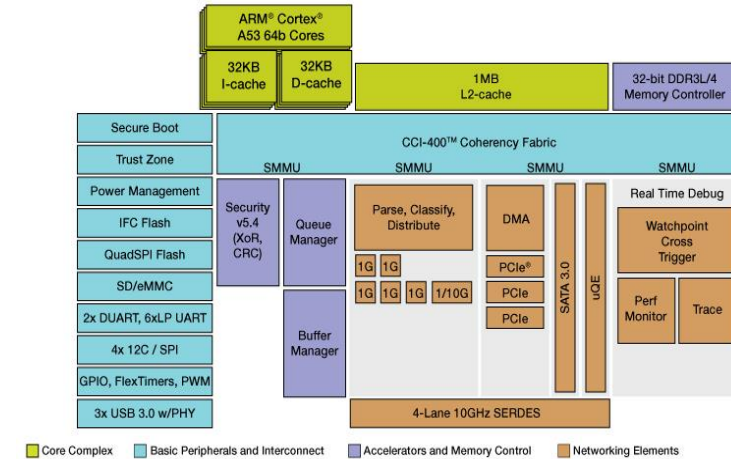 ARM® Cortex®
A53 64b Cores
32KB
I-cache
32KB
D-cache
1MB
L2-cache
32-bit DDR3L/4
Memory Controller
Secure Boot
Trust Zone
Power Management
IFC Flash
QuadSPI Flash
SD/eMMC
2x DUART, 6xLP UART
4x 12C / SPI
GPIO, FlexTimers, PWM
3x USB 3.0 w/PHY
CCI-400™ Coherency Fabric
SMMU SMMU SMMU SMMU
Security
v5.4
(XoR,
CRC)
Queue
Manager
Buffer
Manager
Parse, Classify,
Distribute
1G 1G
1G 1G 1G 1/10G
DMA
PCIe®
PCIe
PCIe
SATA 3.0
uQE
4-Lane 10GHz SERDES
Real Time Debug
Watchpoint
Cross
Trigger
Perf
Monitor
Trace
Core Complex Basic Peripherals and Interconnect Accelerators and Memory Control Networking Elements